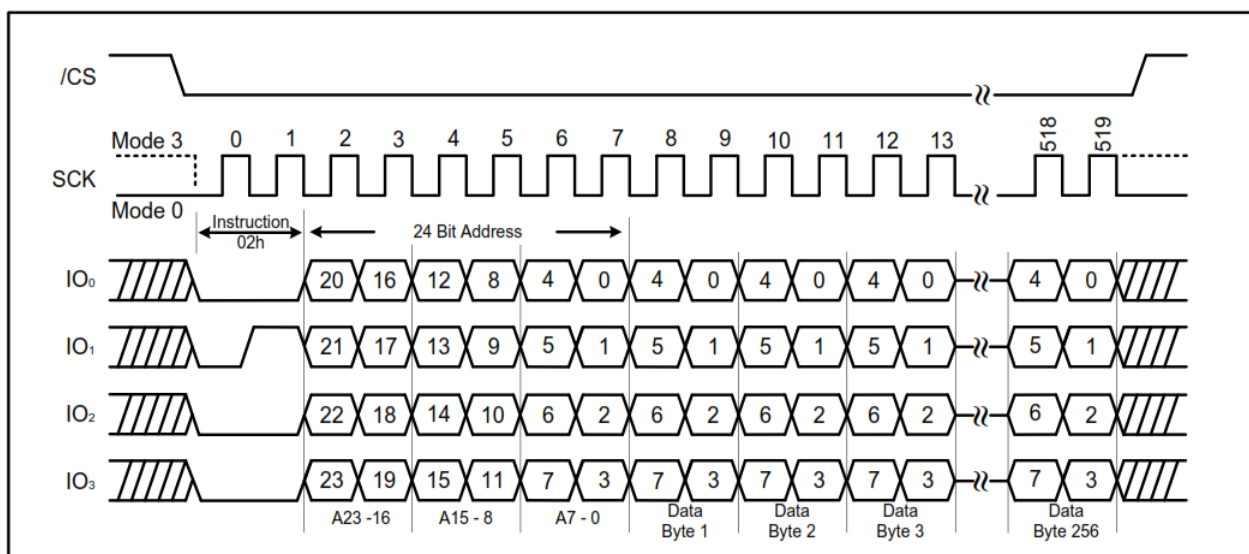 /CS
Mode 3 0 1 2 3 4 5 6 7 8 9 10 11 12 13 518 519
SCK
Mode 0
Instruction
02h
24 Bit Address
IO₀ 20 16 12 8 4 0 4 0 4 0 4 0 4 0
IO₁ 21 17 13 9 5 1 5 1 5 1 5 1 5 1
IO₂ 22 18 14 10 6 2 6 2 6 2 6 2 6 2
IO₃ 23 19 15 11 7 3 7 3 7 3 7 3 7 3
A23 -16 A15 - 8 A7 - 0 Data Data Data Data
Byte 1 Byte 2 Byte 3 Byte 256